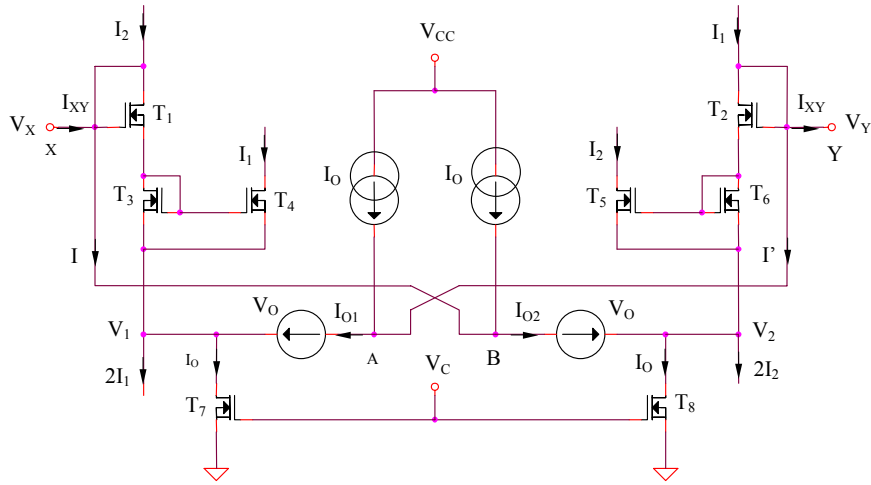 I2
VCC
I1
VX
IXY
X
T1
T2
IXY
VY
Y
I1
IO
IO
I2
T3
T4
T5
T6
I
I’
V1
VO
IO1
A
B
IO2
VO
V2
2I1
IO
VC
IO
2I2
T7
T8